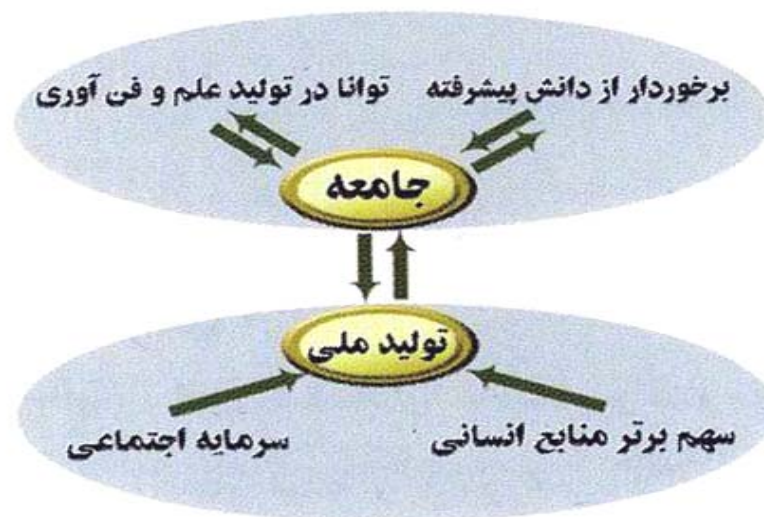 برخوردار از دانش پیشرفته
توانا در تولید علم و فن آوری
جامعه
تولید ملی
سهم برتر منابع انسانی
سرمایه اجتماعی